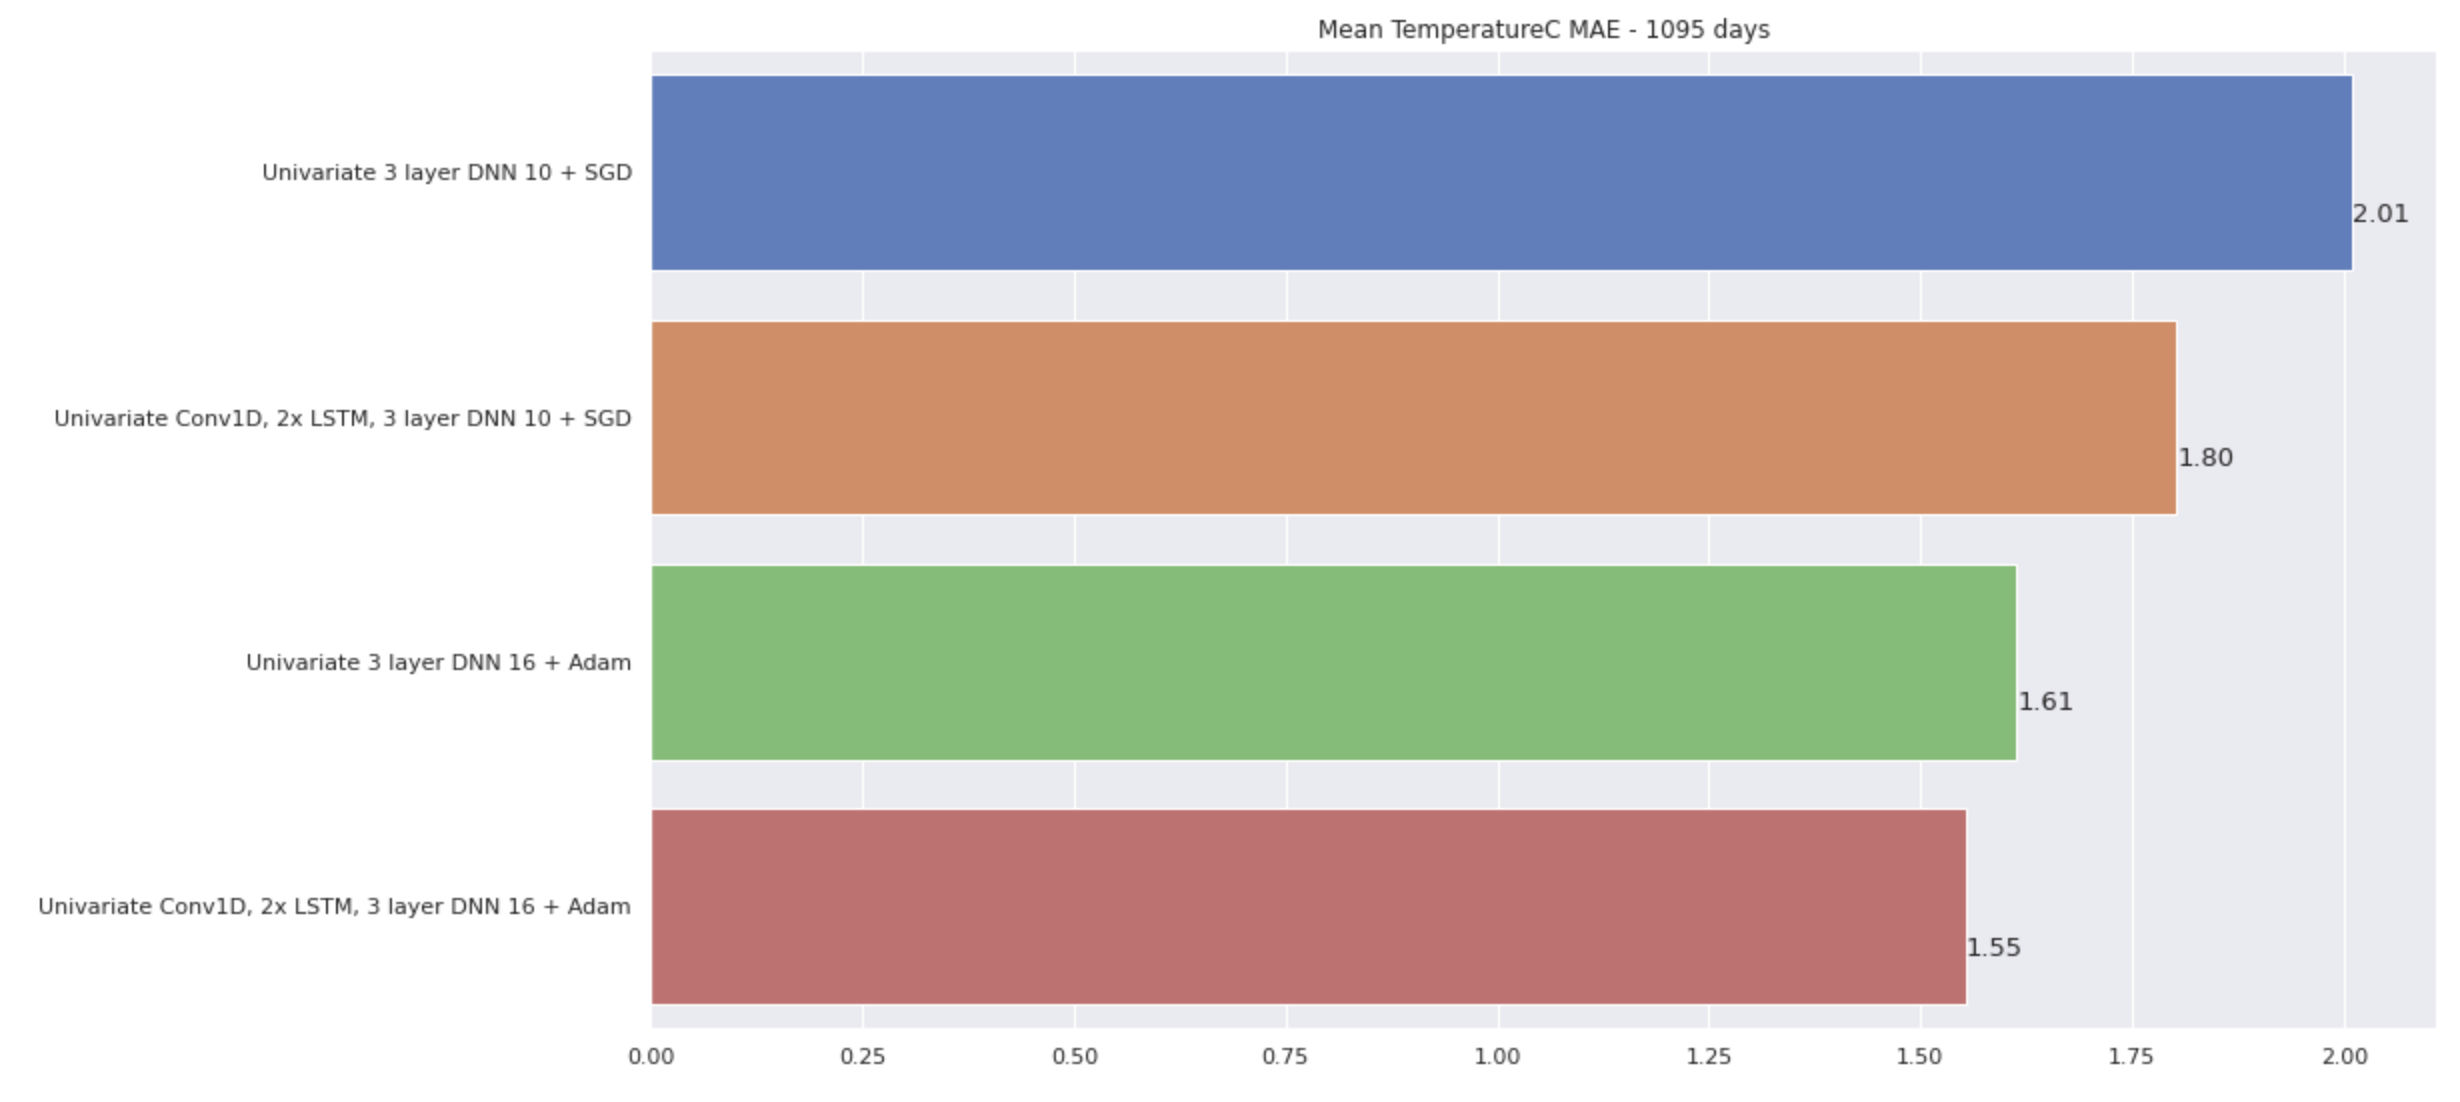 Mean TemperatureC MAE - 1095 days
Univariate 3 layer DNN 10 + SGD
2.01
Univariate Conv1D, 2x LSTM, 3 layer DNN 10 + SGD
1.80
Univariate 3 layer DNN 16 + Adam
1.61
Univariate Conv1D, 2x LSTM, 3 layer DNN 16 + Adam
1.55
0.00 0.25 0.50 0.75 1.00 1.25 1.50 1.75 2.00